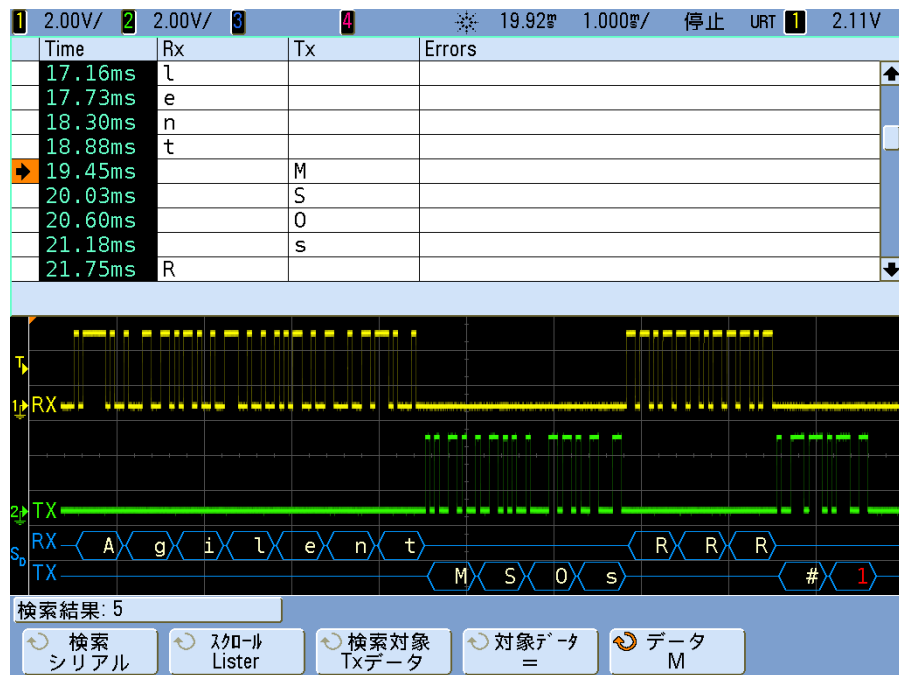 1 2.00V/ 2 2.00V/ 3 4 19.92ms 1.000ms/ 停止 URT 1 2.11V
Time Rx Tx Errors
17.16ms l
17.73ms e
18.30ms n
18.88ms t
19.45ms M
20.03ms S
20.60ms O
21.18ms s
21.75ms R
T
1 RX
2 TX
SD RX A g i l e n t R R R
TX M S O s # 1
検索結果: 5
検索 スクロール 検索対象 対象データ データ
シリアル Lister Txデータ = M